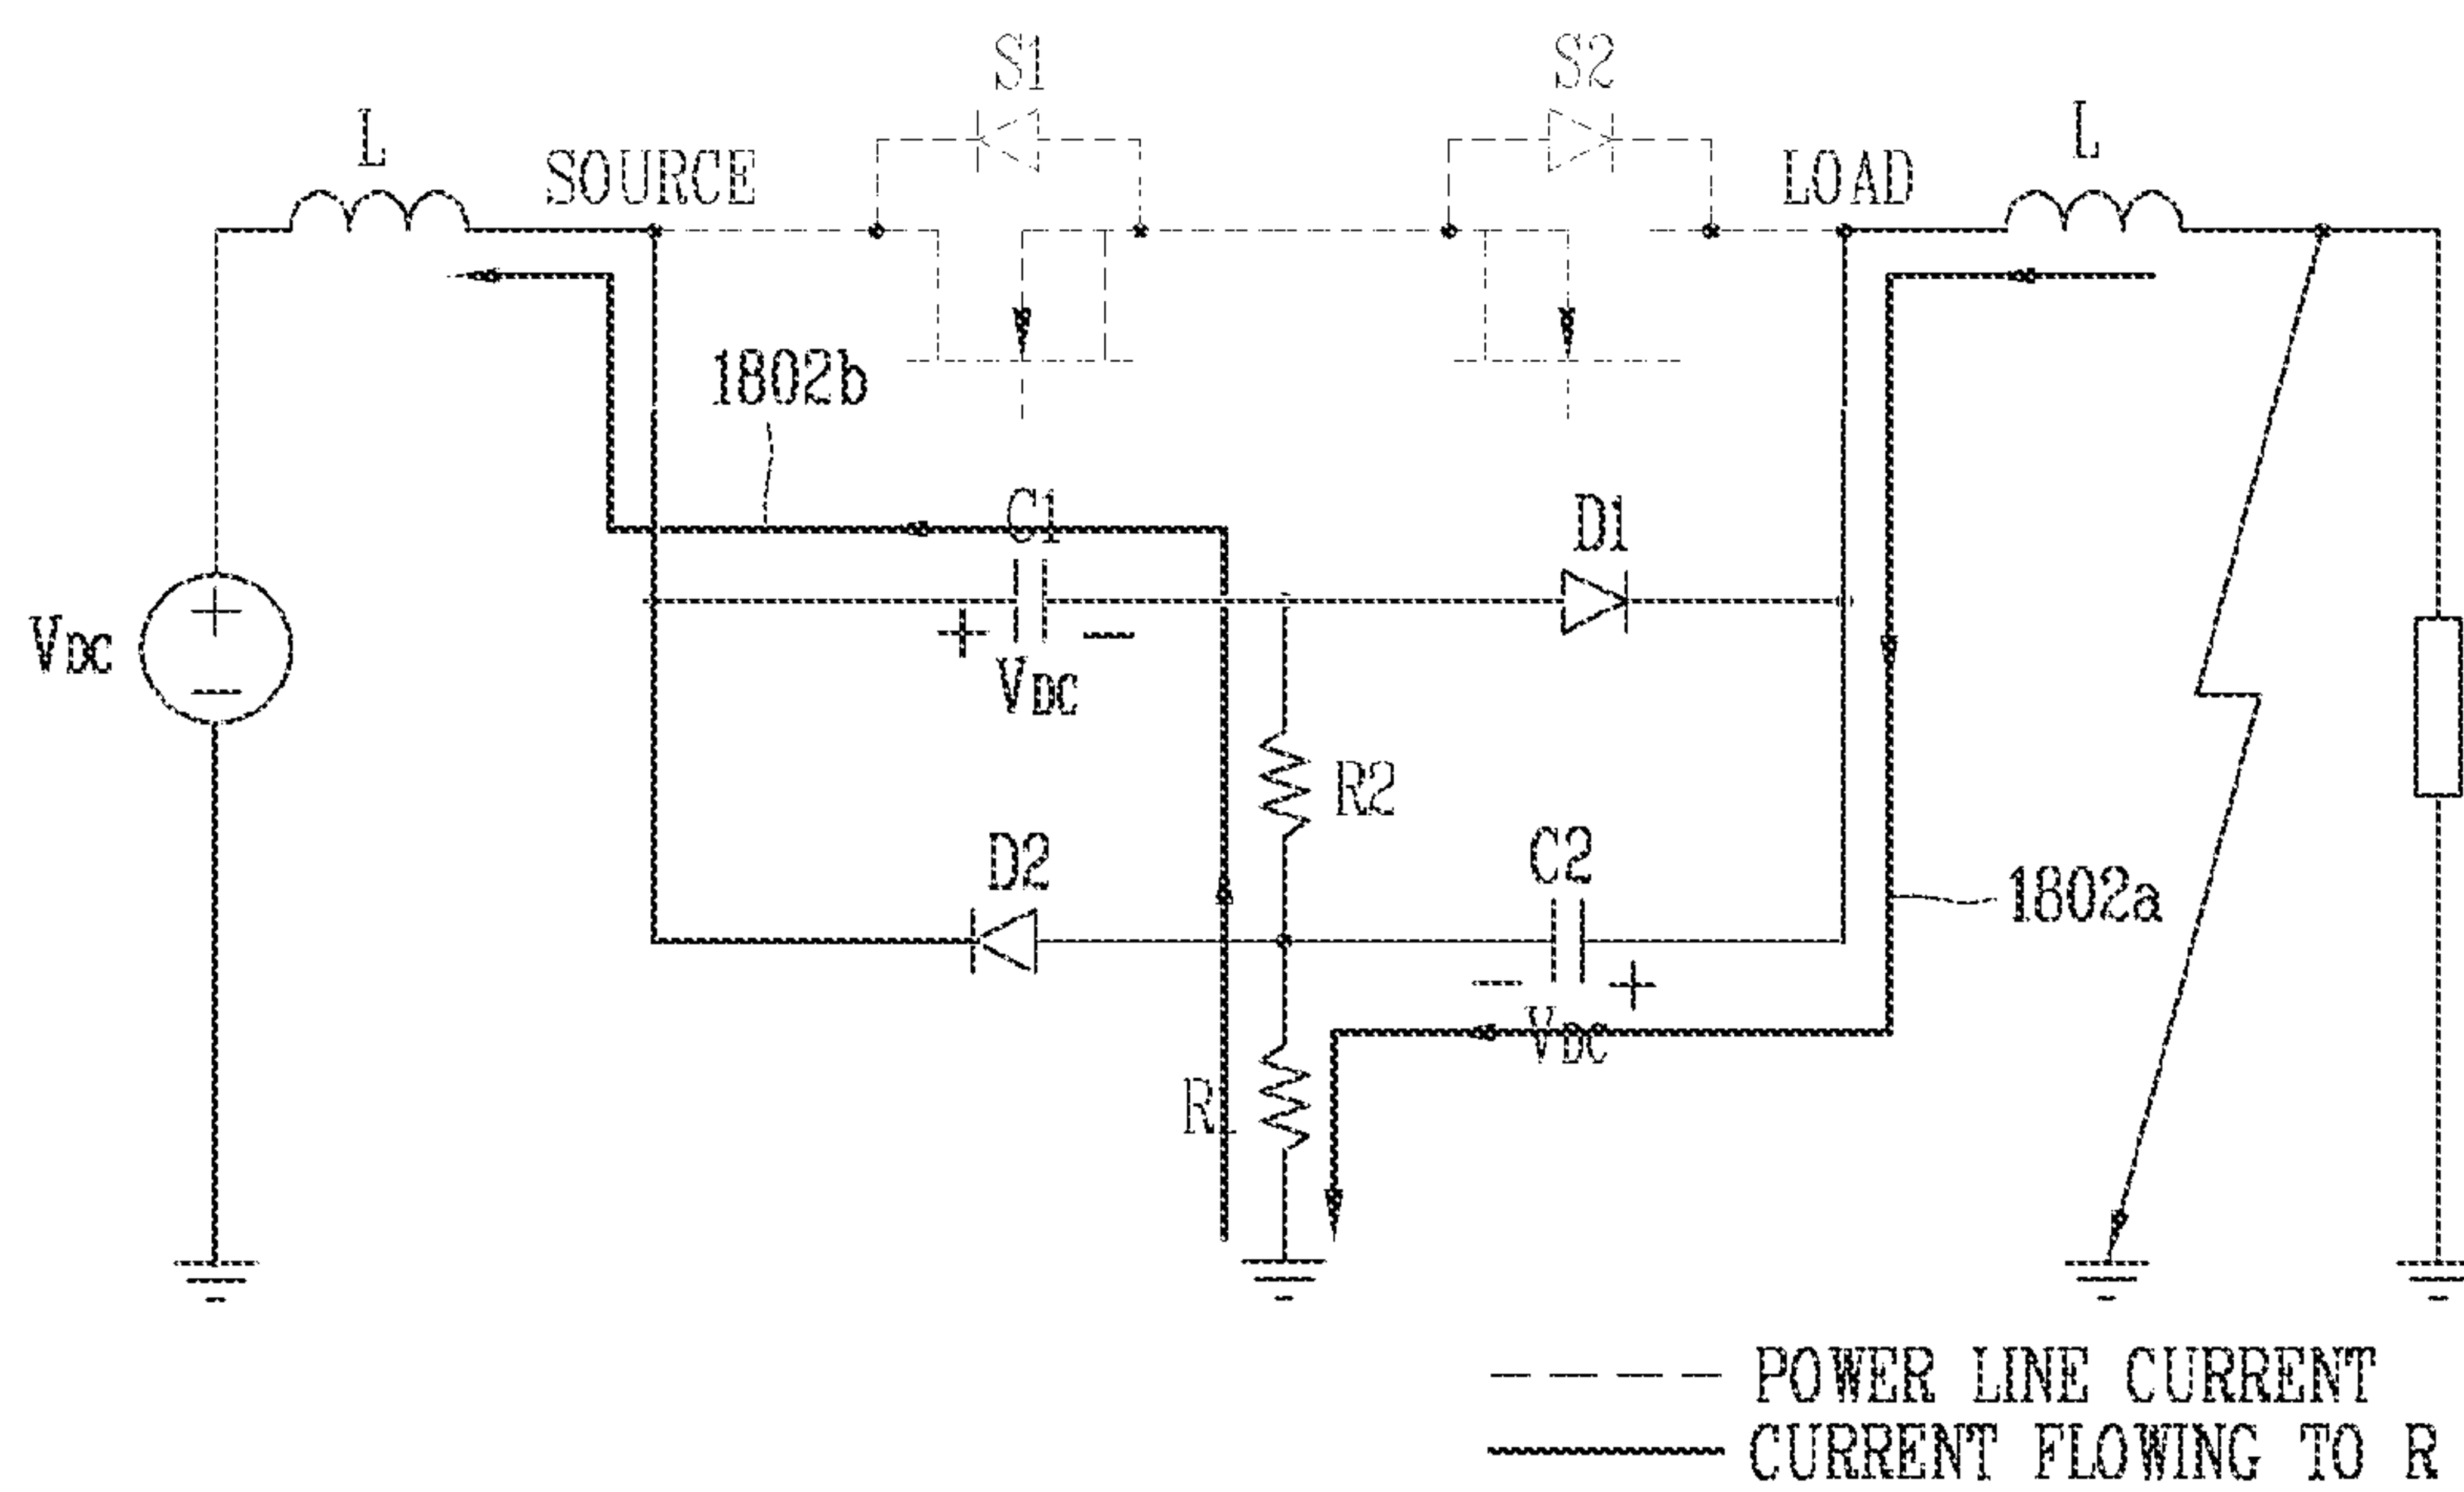 S1
S2
L
SOURCE
LOAD
L
1802b
C1
D1
+
VDC
−
+
−
VDC
R2
D2
C2
1802a
−
+
VDC
R1
POWER LINE CURRENT
CURRENT FLOWING TO R